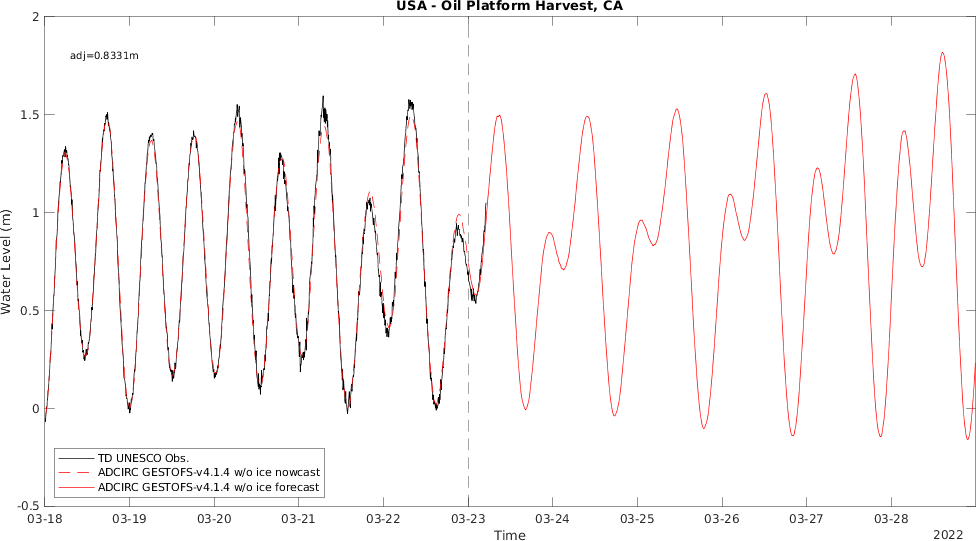 USA - Oil Platform Harvest, CA
2
adj=0.8331m
1.5
1
0.5
0
-0.5
Water Level (m)
TD UNESCO Obs.
ADCIRC GESTOFS-v4.1.4 w/o ice nowcast
ADCIRC GESTOFS-v4.1.4 w/o ice forecast
03-18 03-19 03-20 03-21 03-22 03-23 03-24 03-25 03-26 03-27 03-28
Time
2022